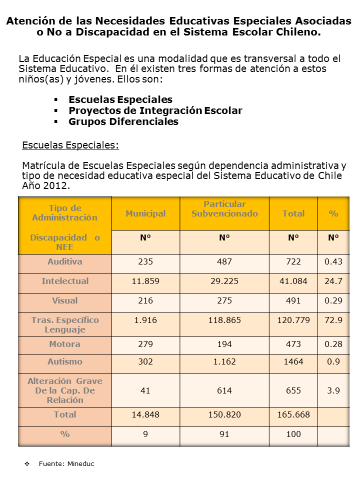 Atención de las Necesidades Educativas Especiales Asociadas
o No a Discapacidad en el Sistema Escolar Chileno.
La Educación Especial es una modalidad que es transversal a todo el
Sistema Educativo. En él existen tres formas de atención a estos
niños(as) y jóvenes. Ellos son:
▪ Escuelas Especiales
▪ Proyectos de Integración Escolar
▪ Grupos Diferenciales
Escuelas Especiales:
Matrícula de Escuelas Especiales según dependencia administrativa y
tipo de necesidad educativa especial del Sistema Educativo de Chile
Año 2012.
Tipo de Administración Municipal Particular Subvencionado Total %
Discapacidad o NEE Nº Nº Nº Nº
Auditiva 235 487 722 0.43
Intelectual 11.859 29.225 41.084 24.7
Visual 216 275 491 0.29
Tras. Específico Lenguaje 1.916 118.865 120.779 72.9
Motora 279 194 473 0.28
Autismo 302 1.162 1464 0.9
Alteración Grave De la Cap. De Relación 41 614 655 3.9
Total 14.848 150.820 165.668
% 9 91 100
❖ Fuente: Mineduc